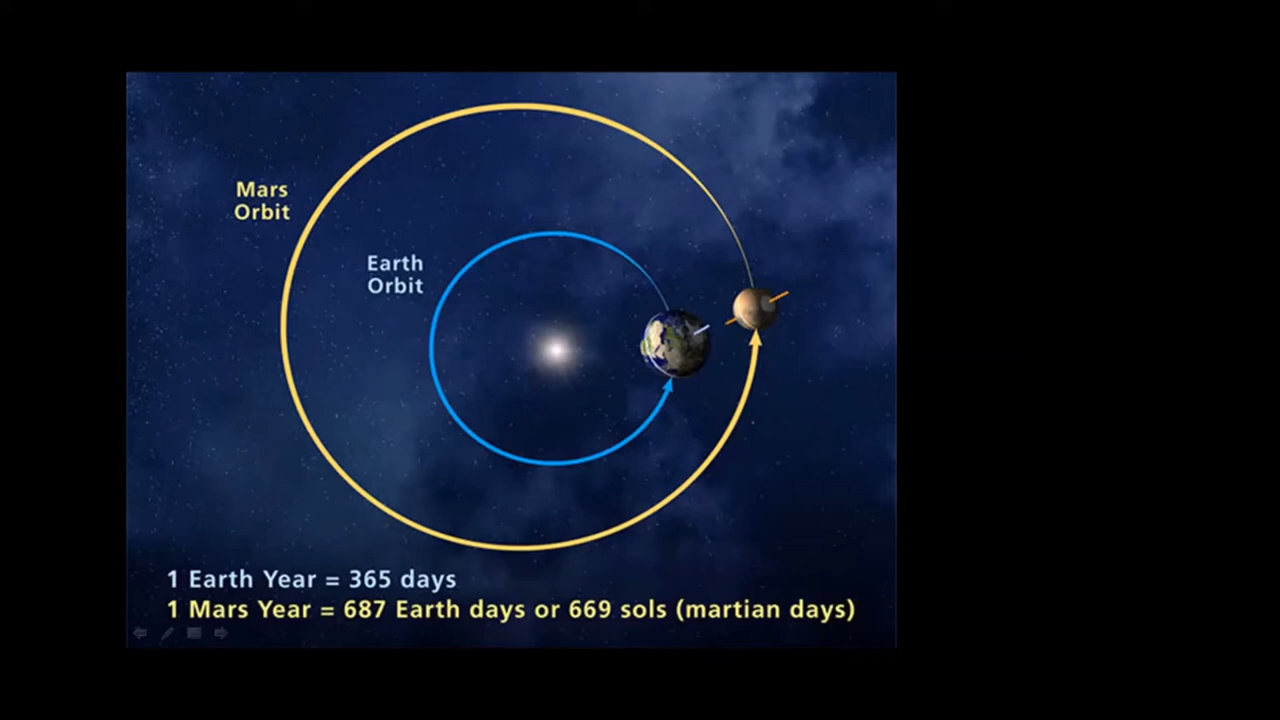 Mars
Orbit
Earth
Orbit
1 Earth Year = 365 days
1 Mars Year = 687 Earth days or 669 sols (martian days)